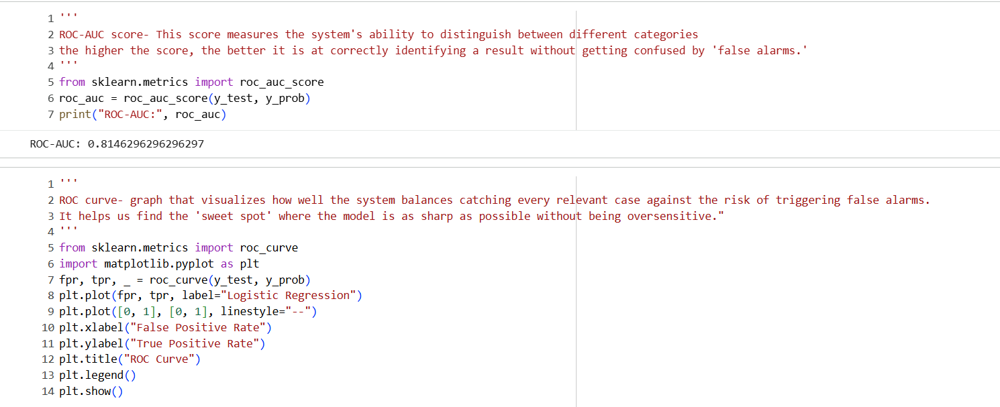 1 '''
2 ROC-AUC score- This score measures the system's ability to distinguish between different categories
3 the higher the score, the better it is at correctly identifying a result without getting confused by 'false alarms.'
4 '''
5 from sklearn.metrics import roc_auc_score
6 roc_auc = roc_auc_score(y_test, y_prob)
7 print("ROC-AUC:", roc_auc)
ROC-AUC: 0.8146296296296297
1 '''
2 ROC curve- graph that visualizes how well the system balances catching every relevant case against the risk of triggering false alarms.
3 It helps us find the 'sweet spot' where the model is as sharp as possible without being oversensitive."
4 '''
5 from sklearn.metrics import roc_curve
6 import matplotlib.pyplot as plt
7 fpr, tpr, _ = roc_curve(y_test, y_prob)
8 plt.plot(fpr, tpr, label="Logistic Regression")
9 plt.plot([0, 1], [0, 1], linestyle="--")
10 plt.xlabel("False Positive Rate")
11 plt.ylabel("True Positive Rate")
12 plt.title("ROC Curve")
13 plt.legend()
14 plt.show()